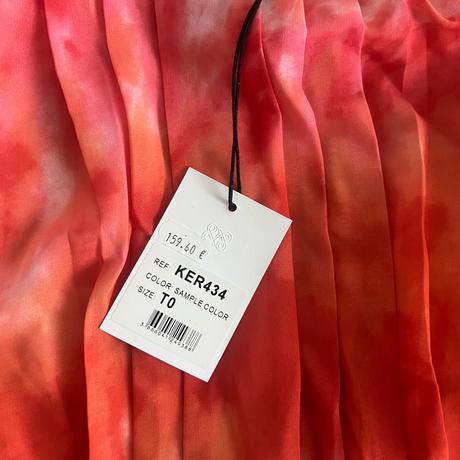 159.60 €
REF: KER434
COLOR: SAMPLE COLOR
SIZE: T0